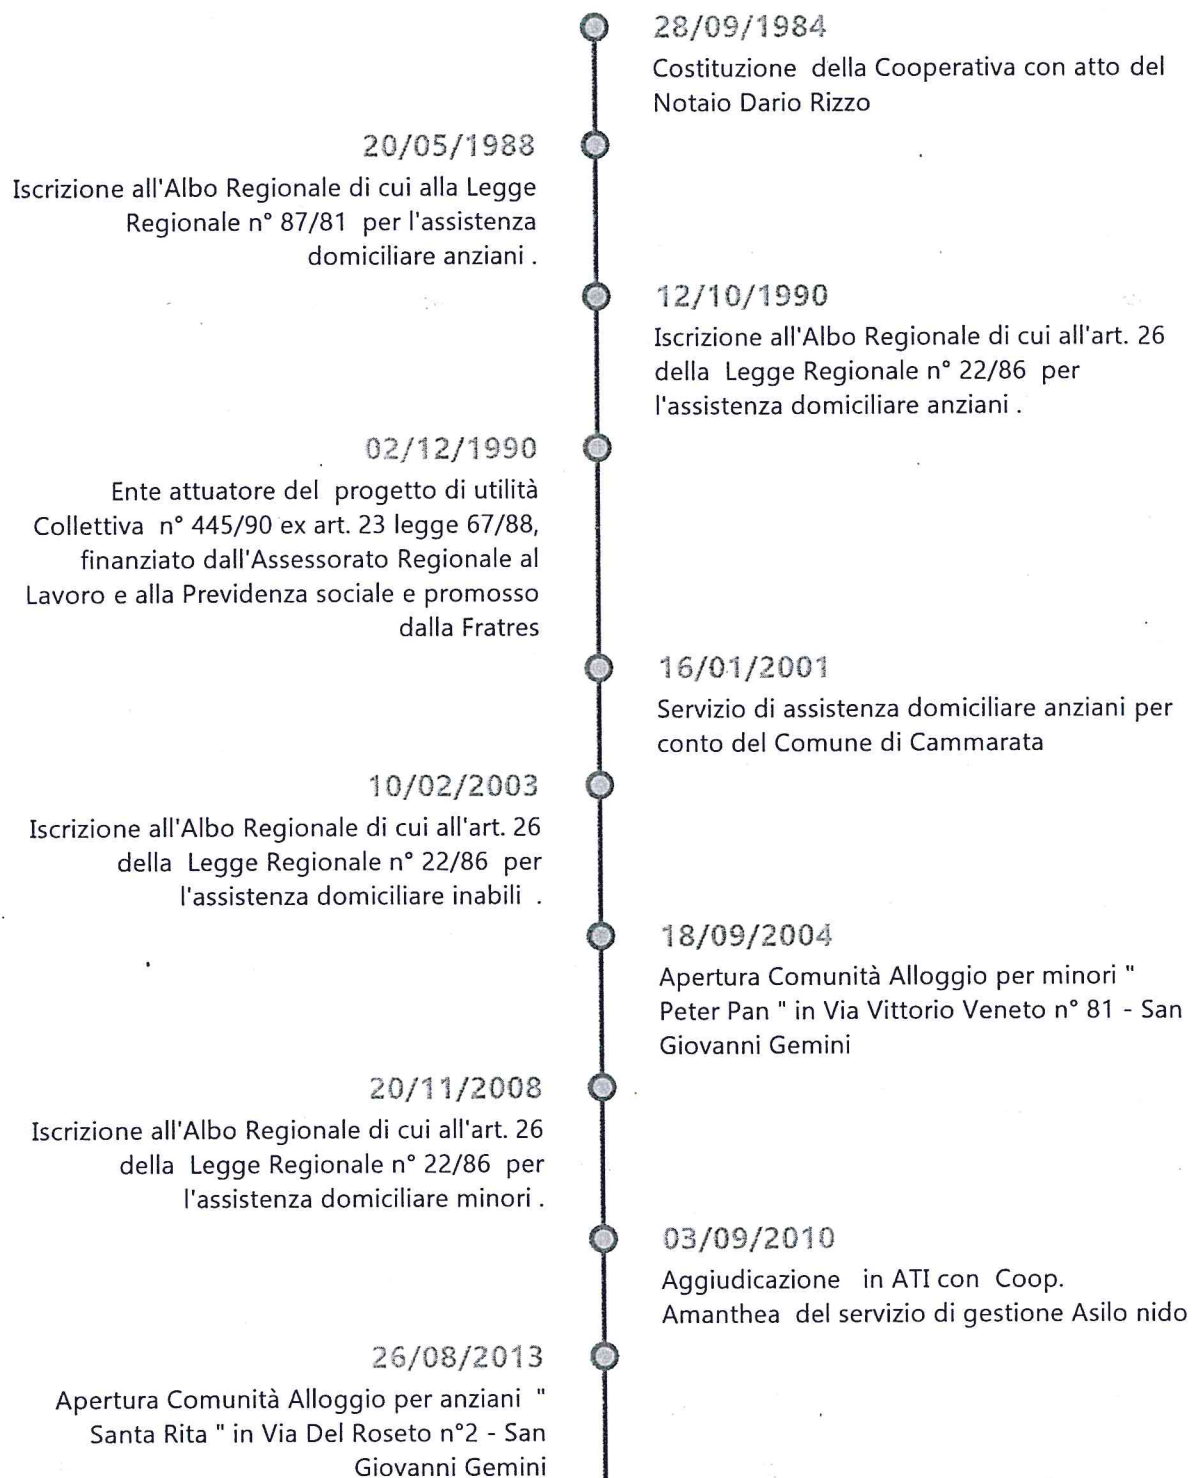 28/09/1984
Costituzione della Cooperativa con atto del
Notaio Dario Rizzo
20/05/1988
Iscrizione all'Albo Regionale di cui alla Legge
Regionale n° 87/81 per l'assistenza
domiciliare anziani .
12/10/1990
Iscrizione all'Albo Regionale di cui all'art. 26
della Legge Regionale n° 22/86 per
l'assistenza domiciliare anziani .
02/12/1990
Ente attuatore del progetto di utilità
Collettiva n° 445/90 ex art. 23 legge 67/88,
finanziato dall'Assessorato Regionale al
Lavoro e alla Previdenza sociale e promosso
dalla Fratres
16/01/2001
Servizio di assistenza domiciliare anziani per
conto del Comune di Cammarata
10/02/2003
Iscrizione all'Albo Regionale di cui all'art. 26
della Legge Regionale n° 22/86 per
l'assistenza domiciliare inabili .
18/09/2004
Apertura Comunità Alloggio per minori "
Peter Pan " in Via Vittorio Veneto n° 81 - San
Giovanni Gemini
20/11/2008
Iscrizione all'Albo Regionale di cui all'art. 26
della Legge Regionale n° 22/86 per
l'assistenza domiciliare minori .
03/09/2010
Aggiudicazione in ATI con Coop.
Amanthea del servizio di gestione Asilo nido
26/08/2013
Apertura Comunità Alloggio per anziani "
Santa Rita " in Via Del Roseto n°2 - San
Giovanni Gemini